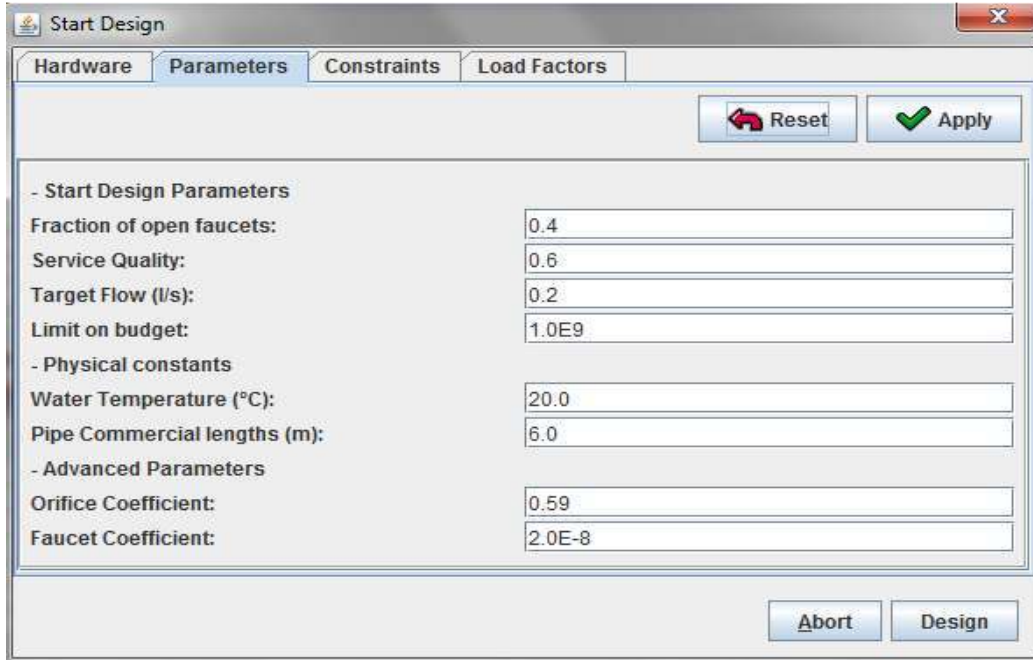 Start Design
Hardware Parameters Constraints Load Factors
Reset Apply
- Start Design Parameters
Fraction of open faucets: 0.4
Service Quality: 0.6
Target Flow (l/s): 0.2
Limit on budget: 1.0E9
- Physical constants
Water Temperature (°C): 20.0
Pipe Commercial lengths (m): 6.0
- Advanced Parameters
Orifice Coefficient: 0.59
Faucet Coefficient: 2.0E-8
Abort Design